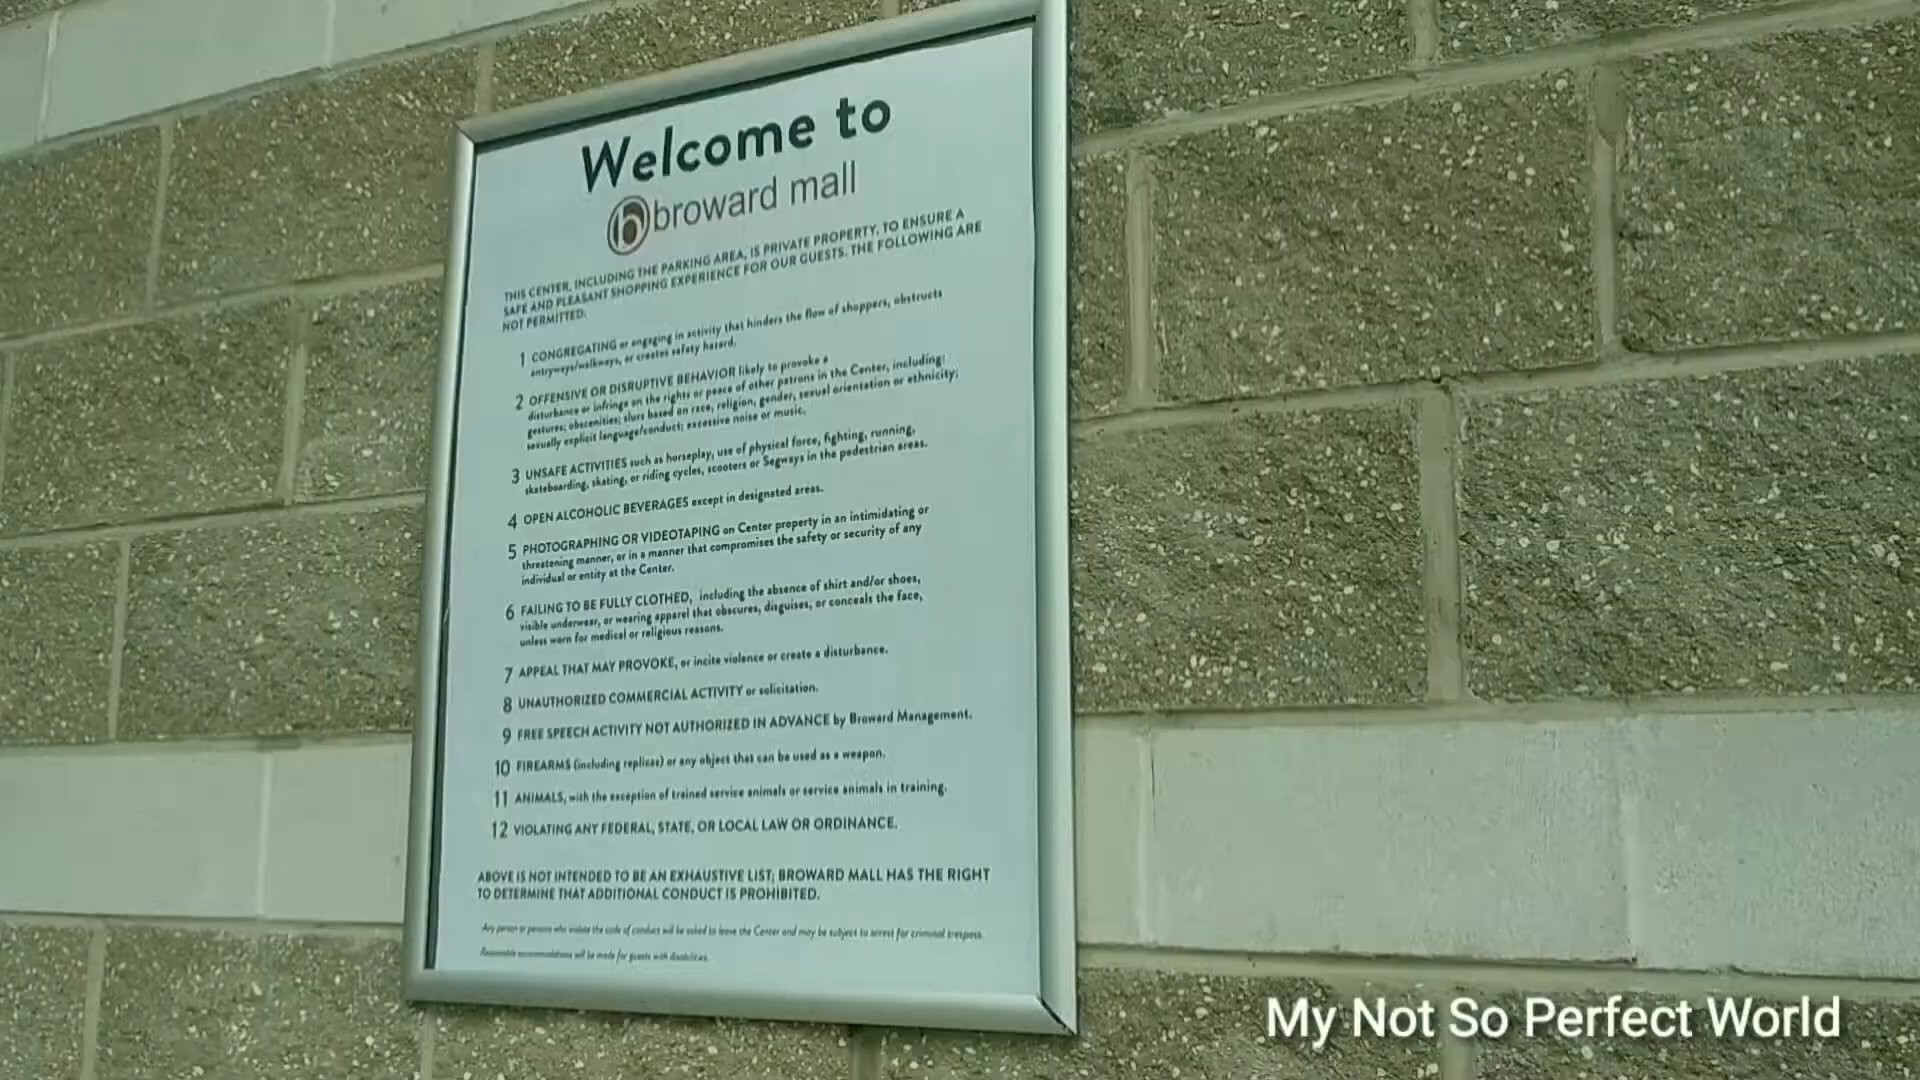 Welcome to
broward mall
THIS CENTER, INCLUDING THE PARKING AREA, IS PRIVATE PROPERTY. TO ENSURE A
SAFE AND PLEASANT SHOPPING EXPERIENCE FOR OUR GUESTS. THE FOLLOWING ARE
NOT PERMITTED:
1 CONGREGATING or engaging in activity that hinders the flow of shoppers, obstructs
entryways/walkways, or creates safety hazard.
2 OFFENSIVE OR DISRUPTIVE BEHAVIOR likely to provoke a
disturbance or infringe on the rights or peace of other patrons in the Center, including:
gestures; obscenities; slurs based on race, religion, gender, sexual orientation or ethnicity;
sexually explicit language/conduct; excessive noise or music.
3 UNSAFE ACTIVITIES such as horseplay, use of physical force, fighting, running,
skateboarding, skating, or riding cycles, scooters or Segways in the pedestrian areas.
4 OPEN ALCOHOLIC BEVERAGES except in designated areas.
5 PHOTOGRAPHING OR VIDEOTAPING on Center property in an intimidating or
threatening manner, or in a manner that compromises the safety or security of any
individual or entity at the Center.
6 FAILING TO BE FULLY CLOTHED, including the absence of shirt and/or shoes,
visible underwear, or wearing apparel that obscures, disguises, or conceals the face,
unless worn for medical or religious reasons.
7 APPEAL THAT MAY PROVOKE, or incite violence or create a disturbance.
8 UNAUTHORIZED COMMERCIAL ACTIVITY or solicitation.
9 FREE SPEECH ACTIVITY NOT AUTHORIZED IN ADVANCE by Broward Management.
10 FIREARMS (including replicas) or any object that can be used as a weapon.
11 ANIMALS, with the exception of trained service animals or service animals in training.
12 VIOLATING ANY FEDERAL, STATE, OR LOCAL LAW OR ORDINANCE.
ABOVE IS NOT INTENDED TO BE AN EXHAUSTIVE LIST; BROWARD MALL HAS THE RIGHT
TO DETERMINE THAT ADDITIONAL CONDUCT IS PROHIBITED.
Any person or persons who violate the code of conduct will be asked to leave the Center and may be subject to arrest for criminal trespass.
Reasonable accommodations will be made for guests with disabilities.
My Not So Perfect World